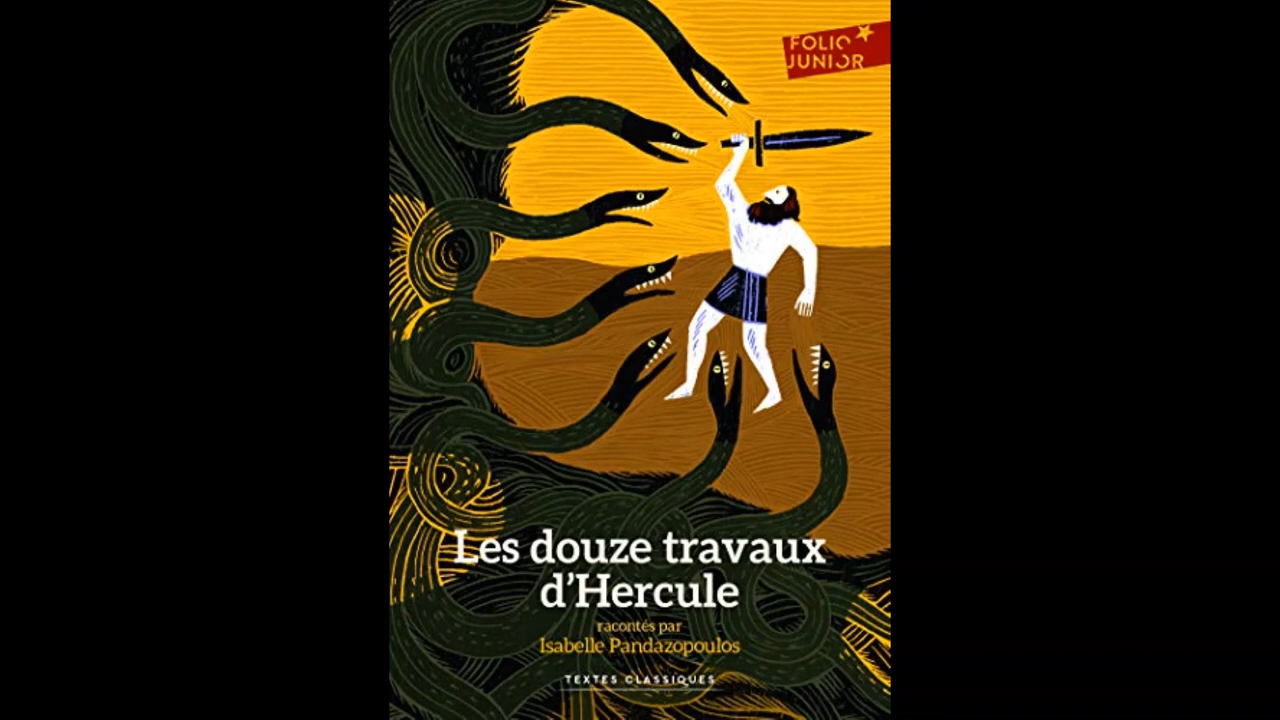 FOLIO
JUNIOR
Les douze travaux
d'Hercule
racontés par
Isabelle Pandazopoulos
TEXTES CLASSIQUES